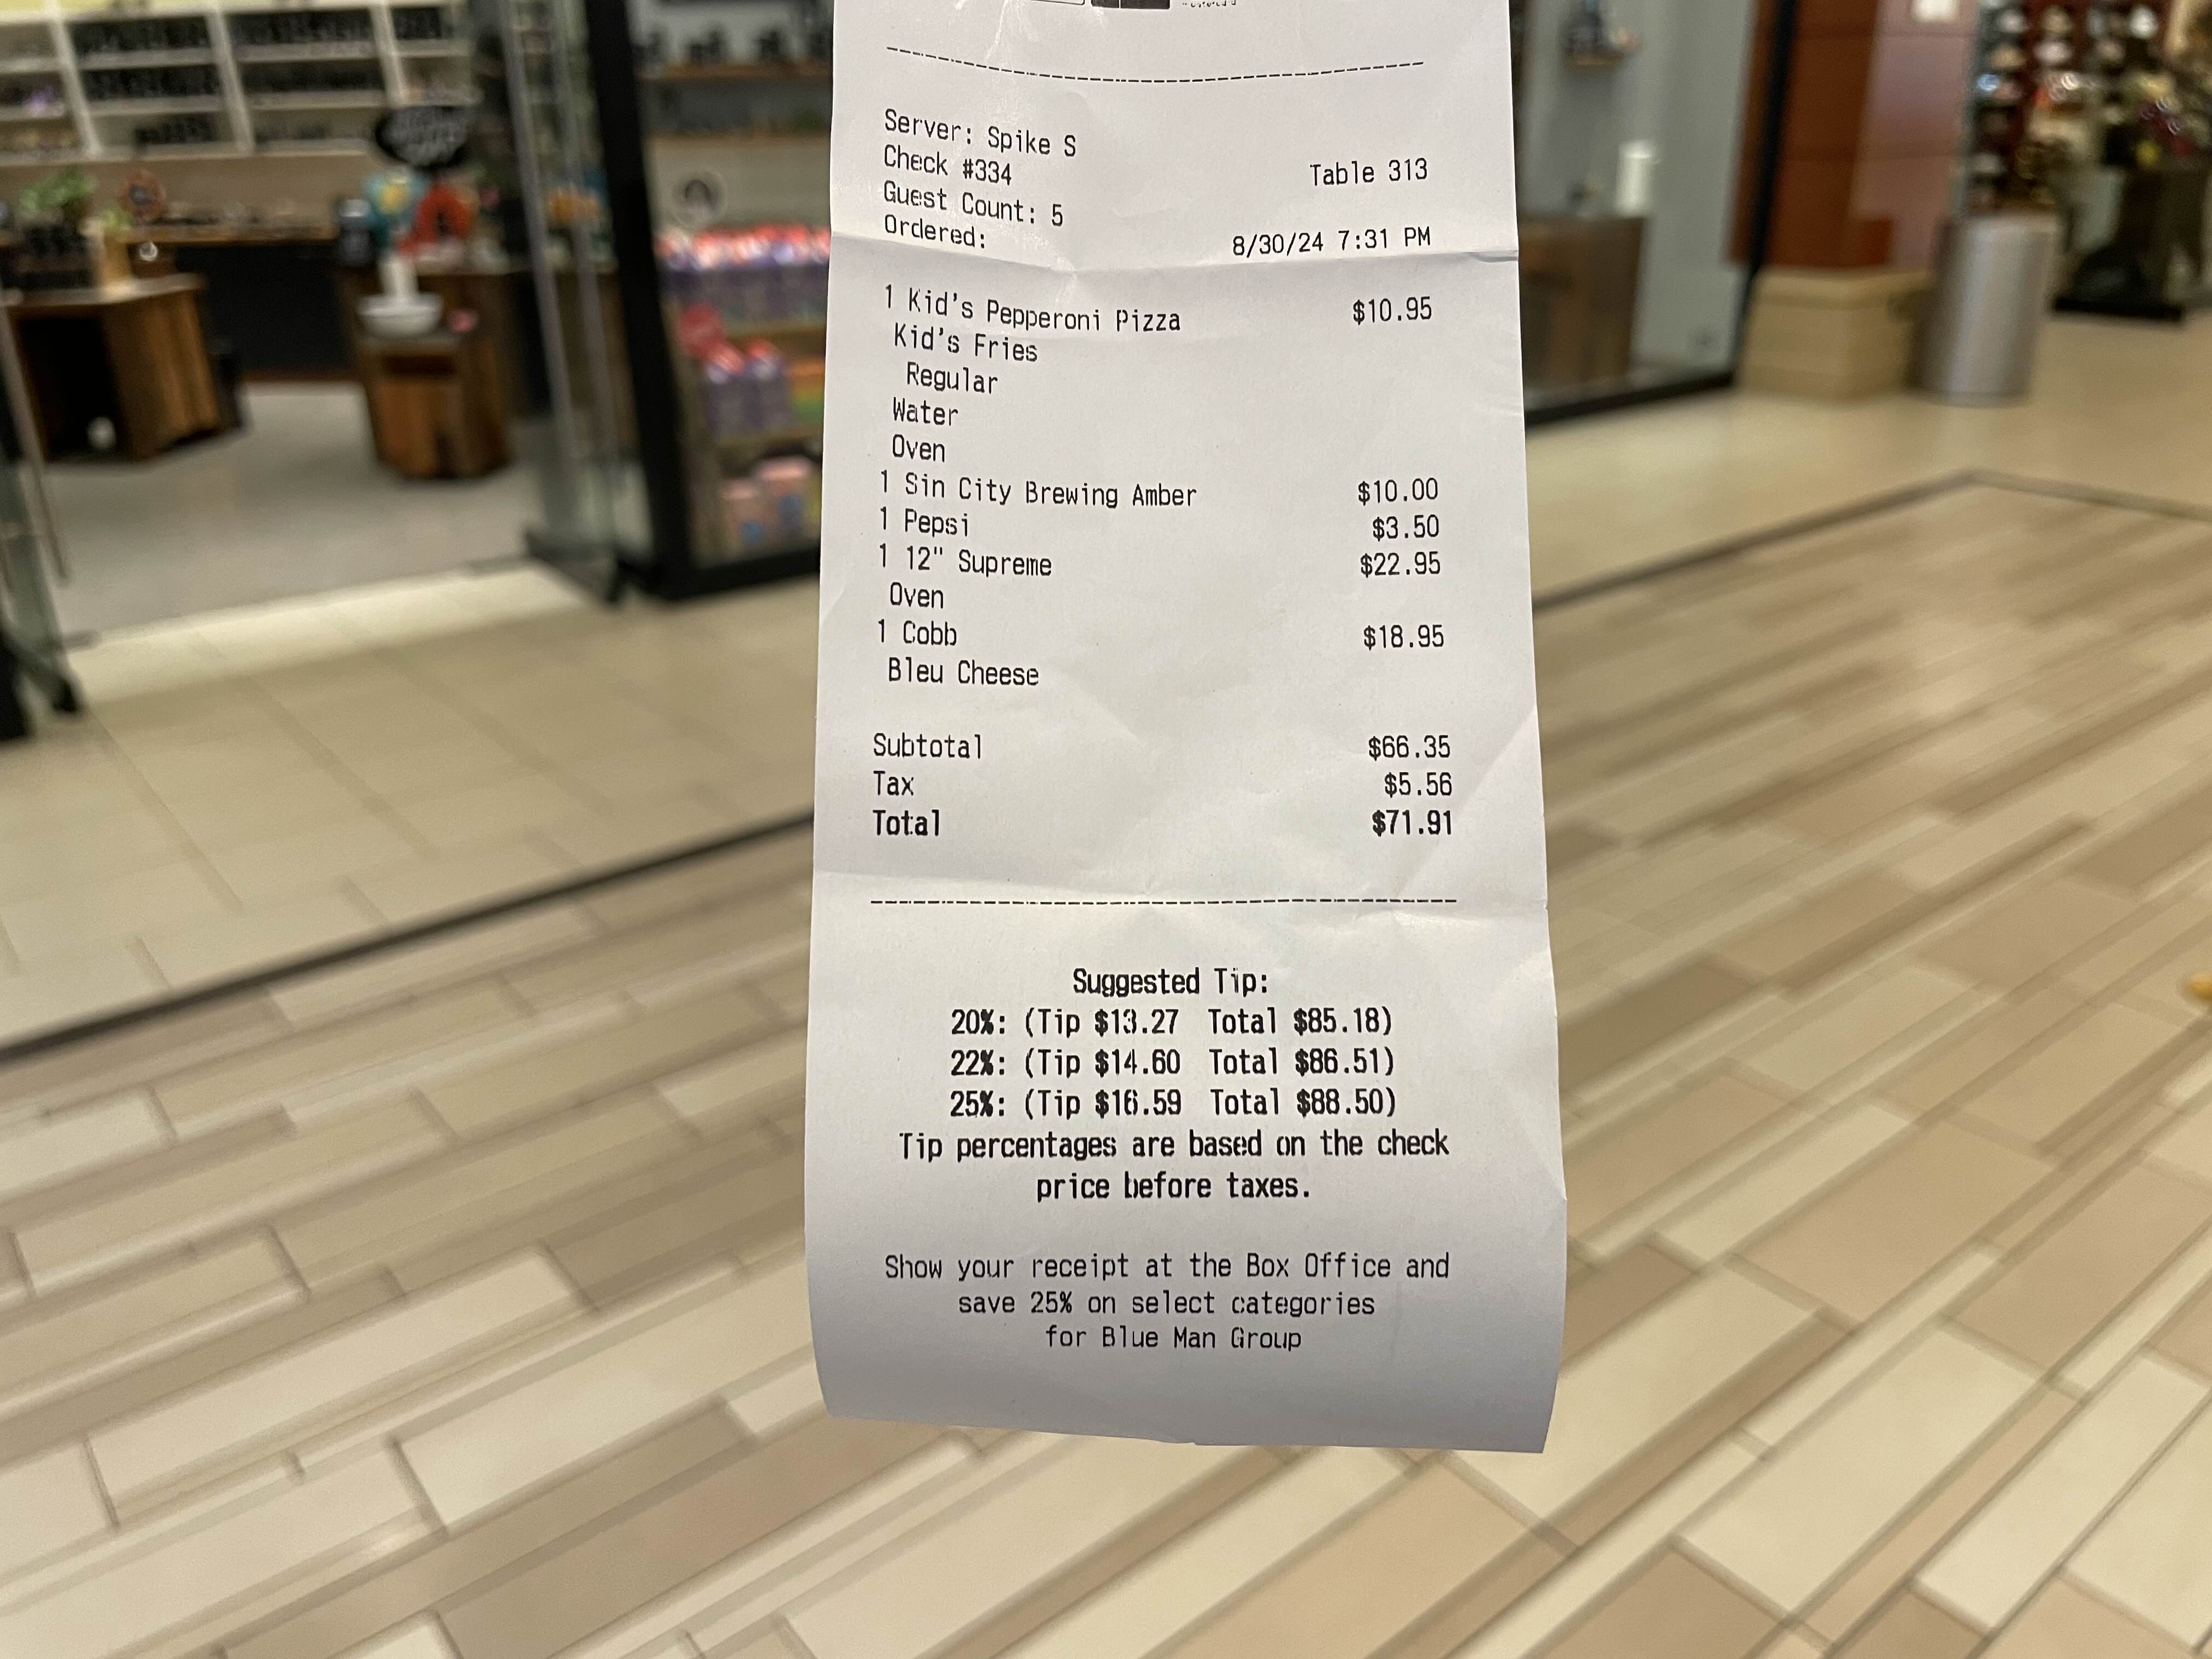 Server: Spike S
Check #334 Table 313
Guest Count: 5
Ordered: 8/30/24 7:31 PM
1 Kid's Pepperoni Pizza $10.95
Kid's Fries
Regular
Water
Oven
1 Sin City Brewing Amber $10.00
1 Pepsi $3.50
1 12" Supreme $22.95
Oven
1 Cobb $18.95
Bleu Cheese
Subtotal $66.35
Tax $5.56
Total $71.91
Suggested Tip:
20%: (Tip $13.27 Total $85.18)
22%: (Tip $14.60 Total $86.51)
25%: (Tip $16.59 Total $88.50)
Tip percentages are based on the check
price before taxes.
Show your receipt at the Box Office and
save 25% on select categories
for Blue Man Group